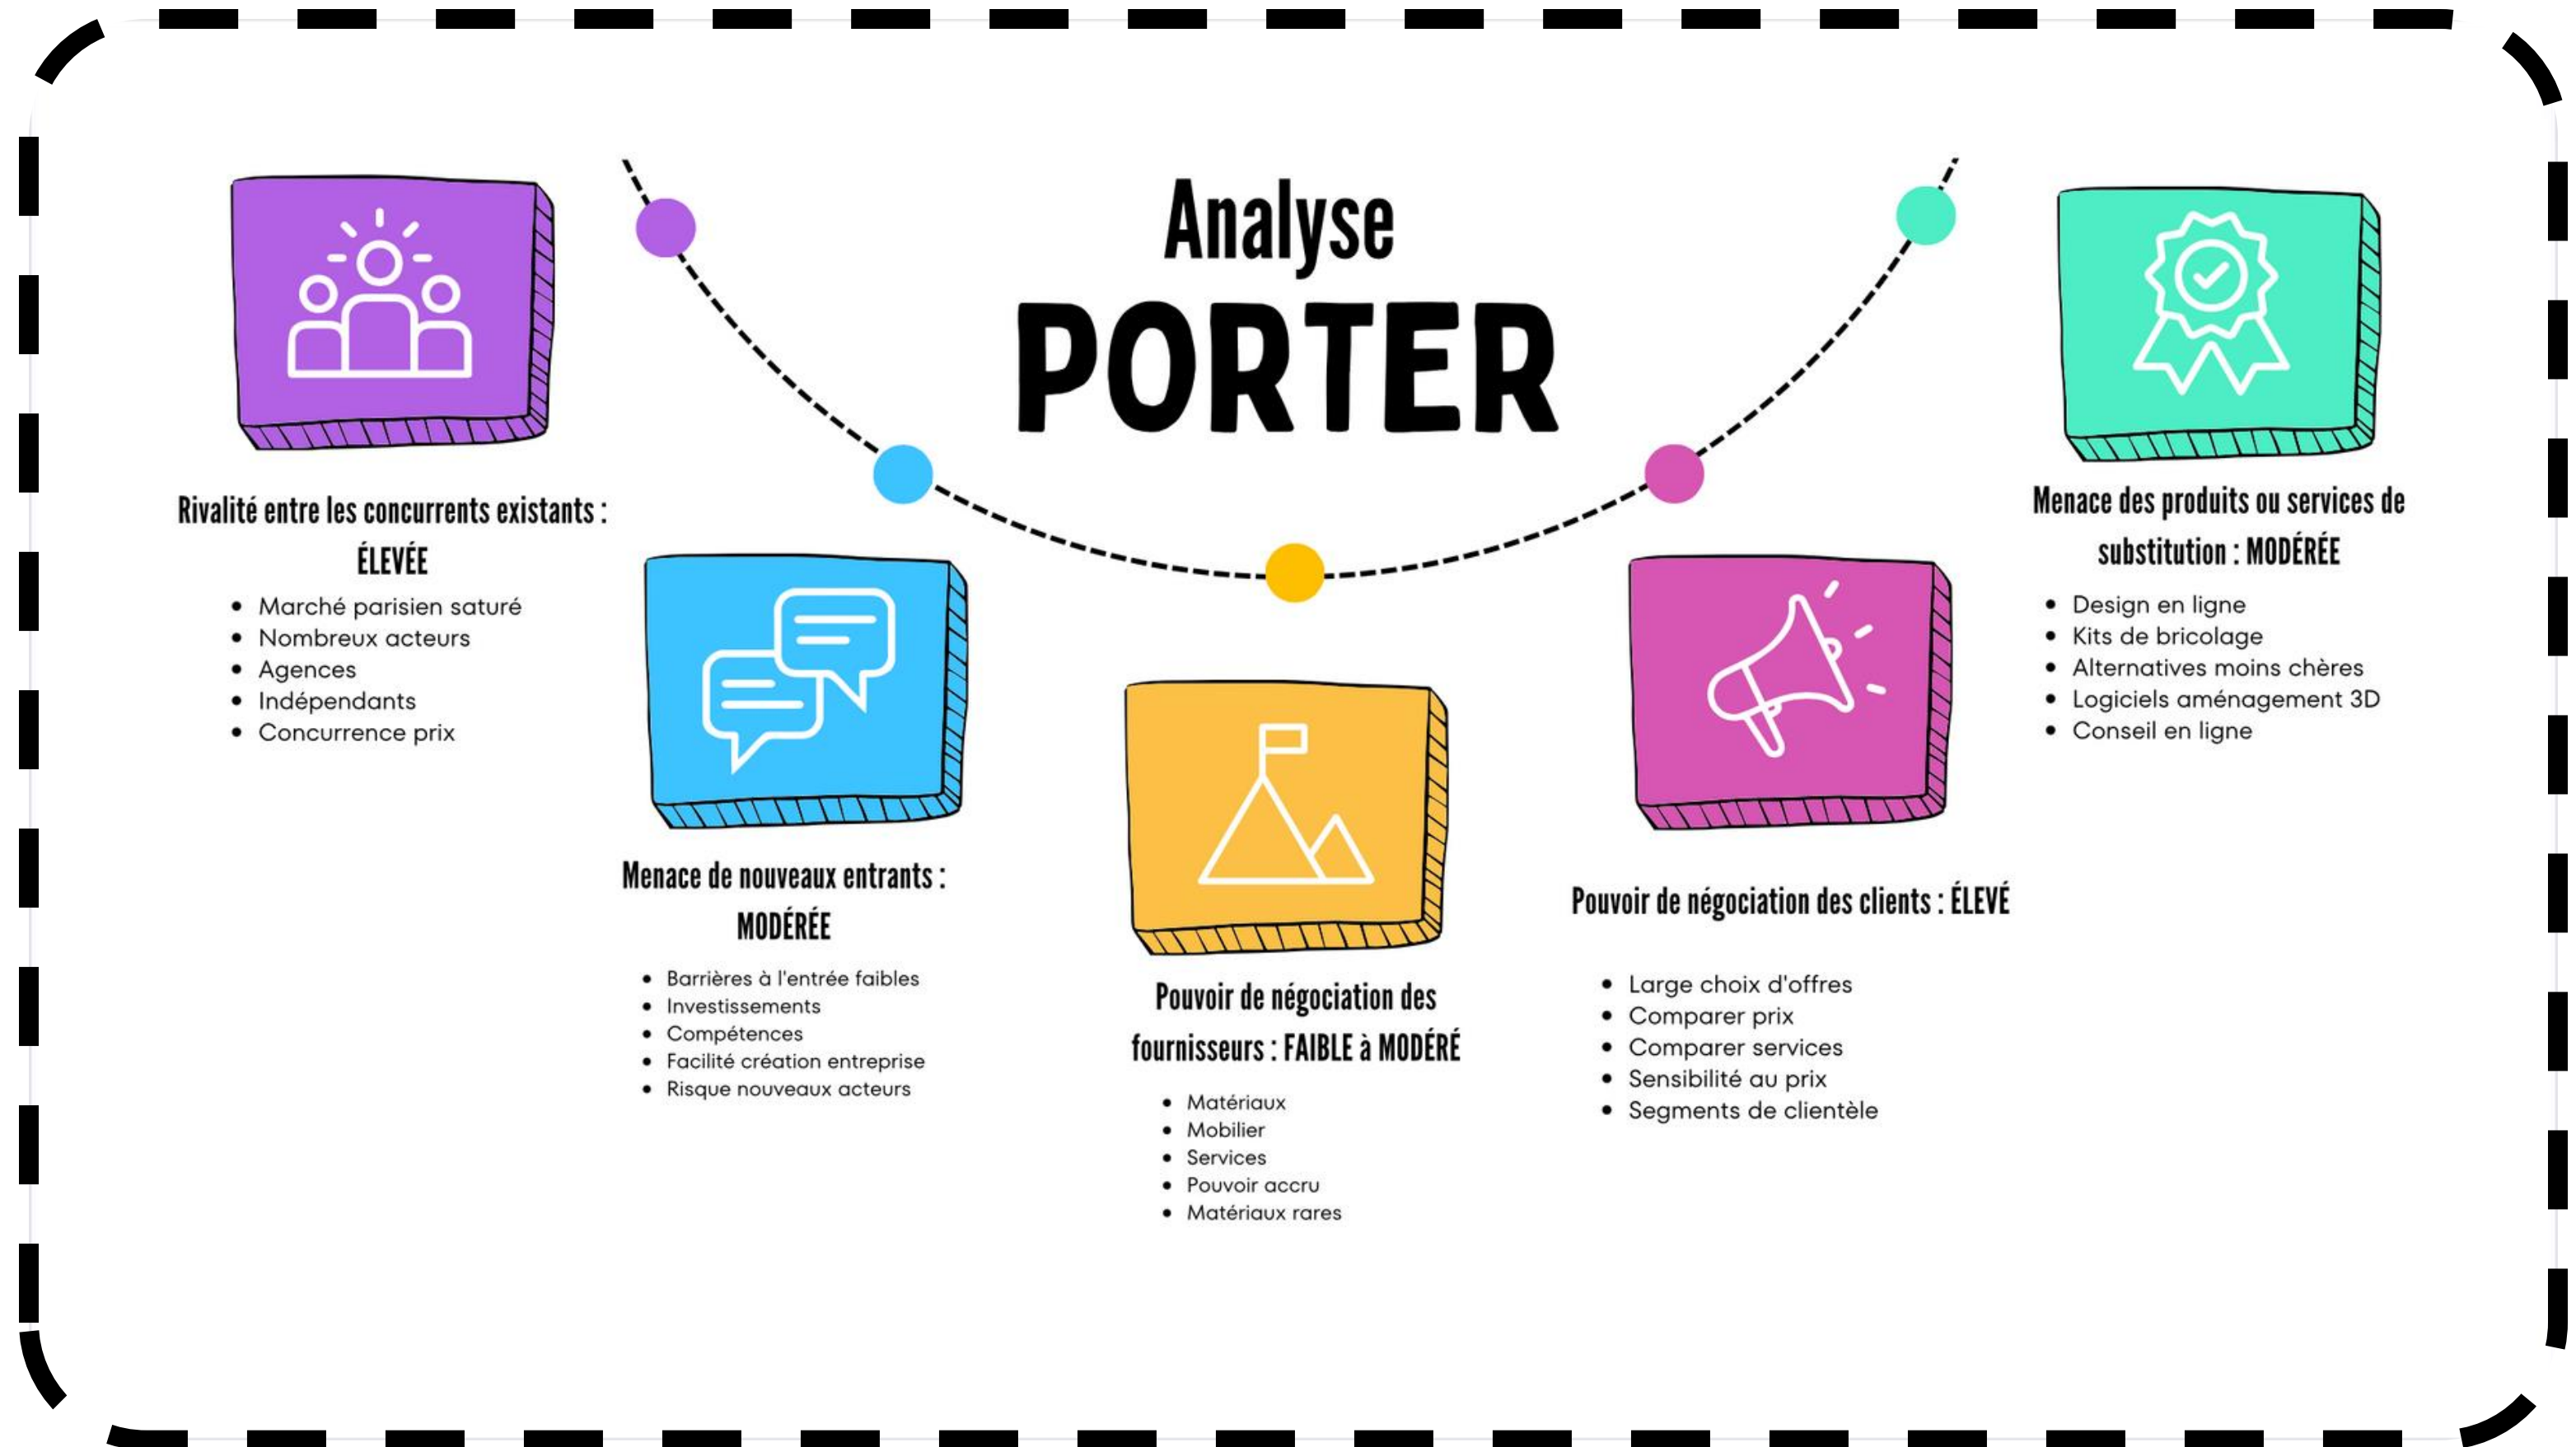 Analyse
PORTER
Rivalité entre les concurrents existants :
ÉLEVÉE
• Marché parisien saturé
• Nombreux acteurs
• Agences
• Indépendants
• Concurrence prix
Menace de nouveaux entrants :
MODÉRÉE
• Barrières à l'entrée faibles
• Investissements
• Compétences
• Facilité création entreprise
• Risque nouveaux acteurs
Pouvoir de négociation des
fournisseurs : FAIBLE à MODÉRÉ
• Matériaux
• Mobilier
• Services
• Pouvoir accru
• Matériaux rares
Pouvoir de négociation des clients : ÉLEVÉ
• Large choix d'offres
• Comparer prix
• Comparer services
• Sensibilité au prix
• Segments de clientèle
Menace des produits ou services de
substitution : MODÉRÉE
• Design en ligne
• Kits de bricolage
• Alternatives moins chères
• Logiciels aménagement 3D
• Conseil en ligne